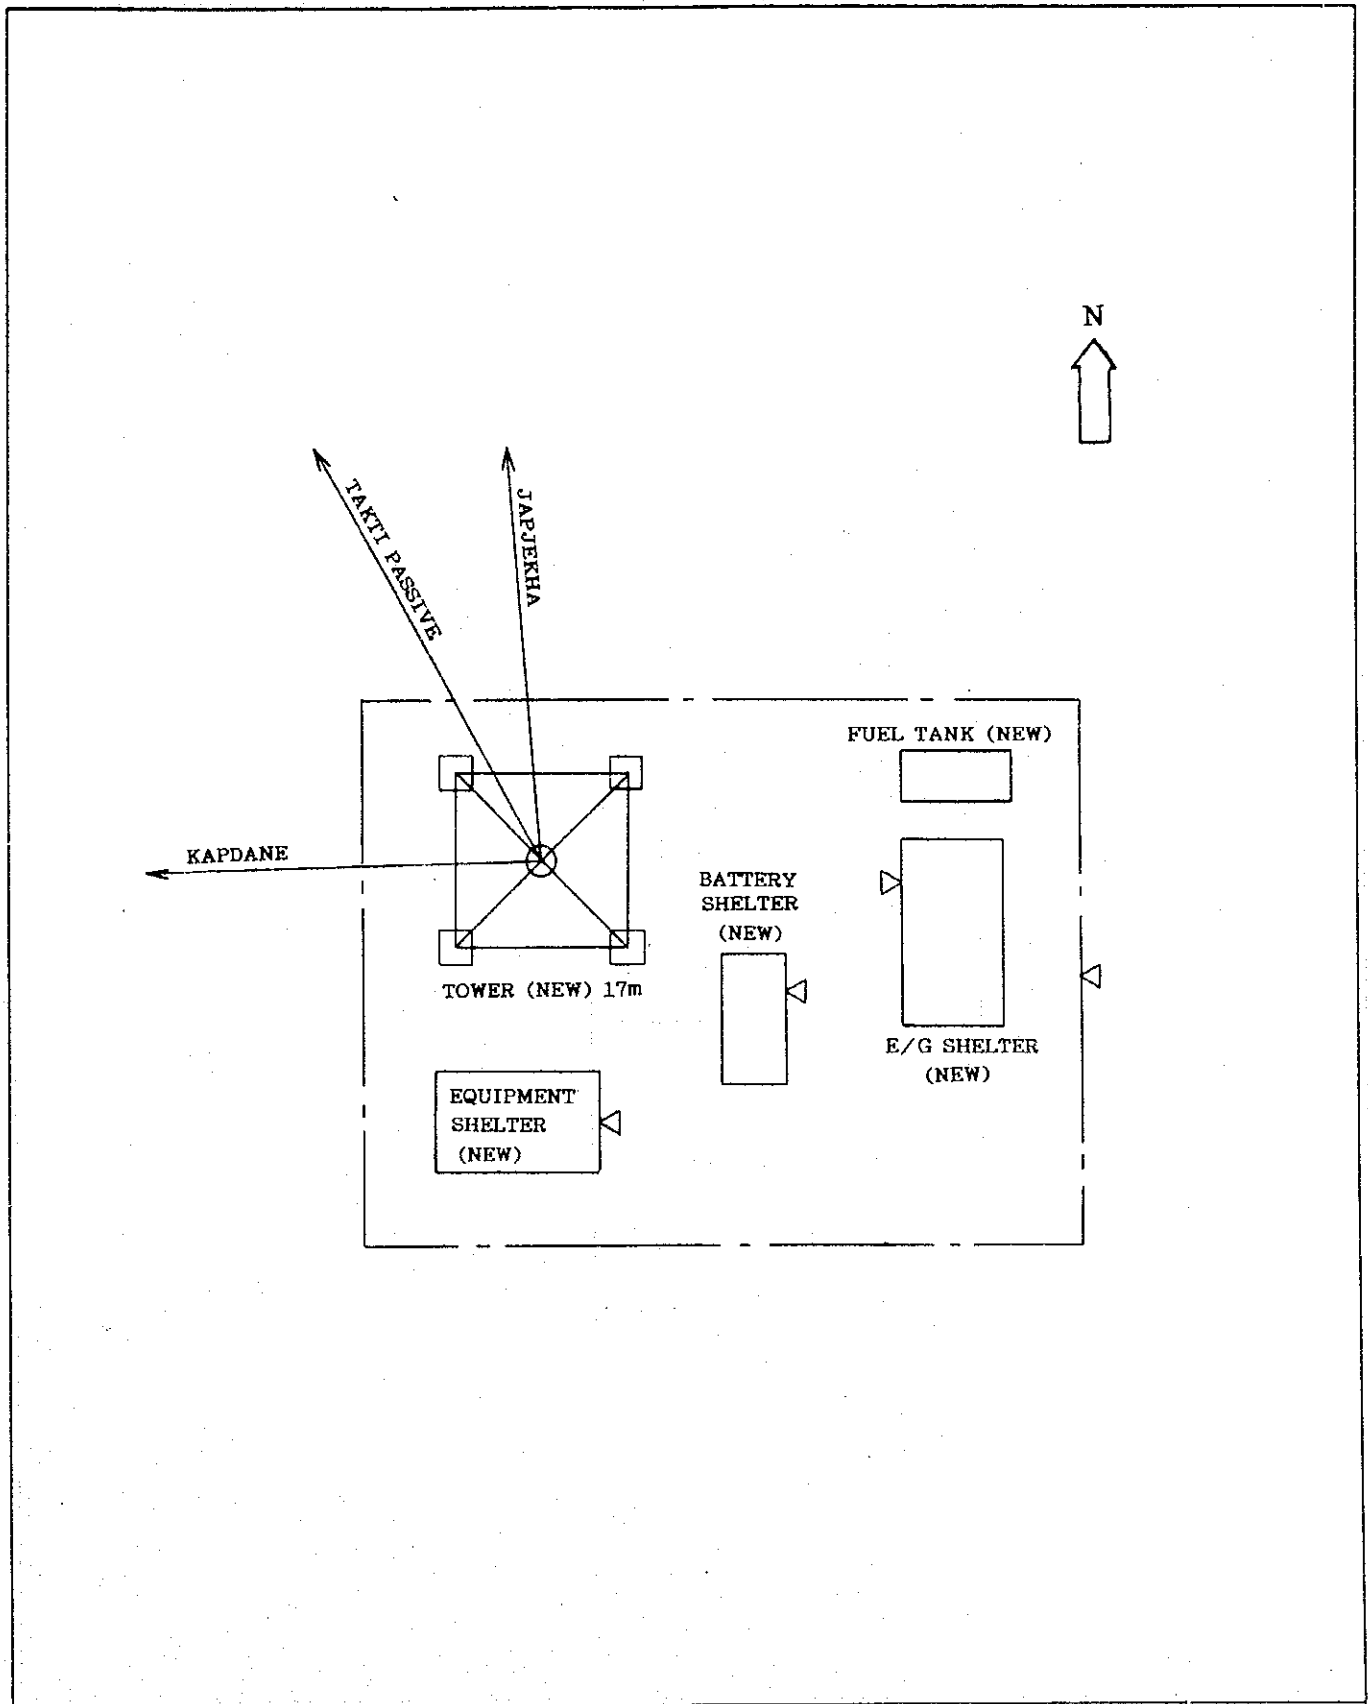 N
TAKTI PASSIVE
JAPJEKHA
FUEL TANK (NEW)
KAPDANE
BATTERY
SHELTER
(NEW)
TOWER (NEW) 17m
E/G SHELTER
(NEW)
EQUIPMENT
SHELTER
(NEW)